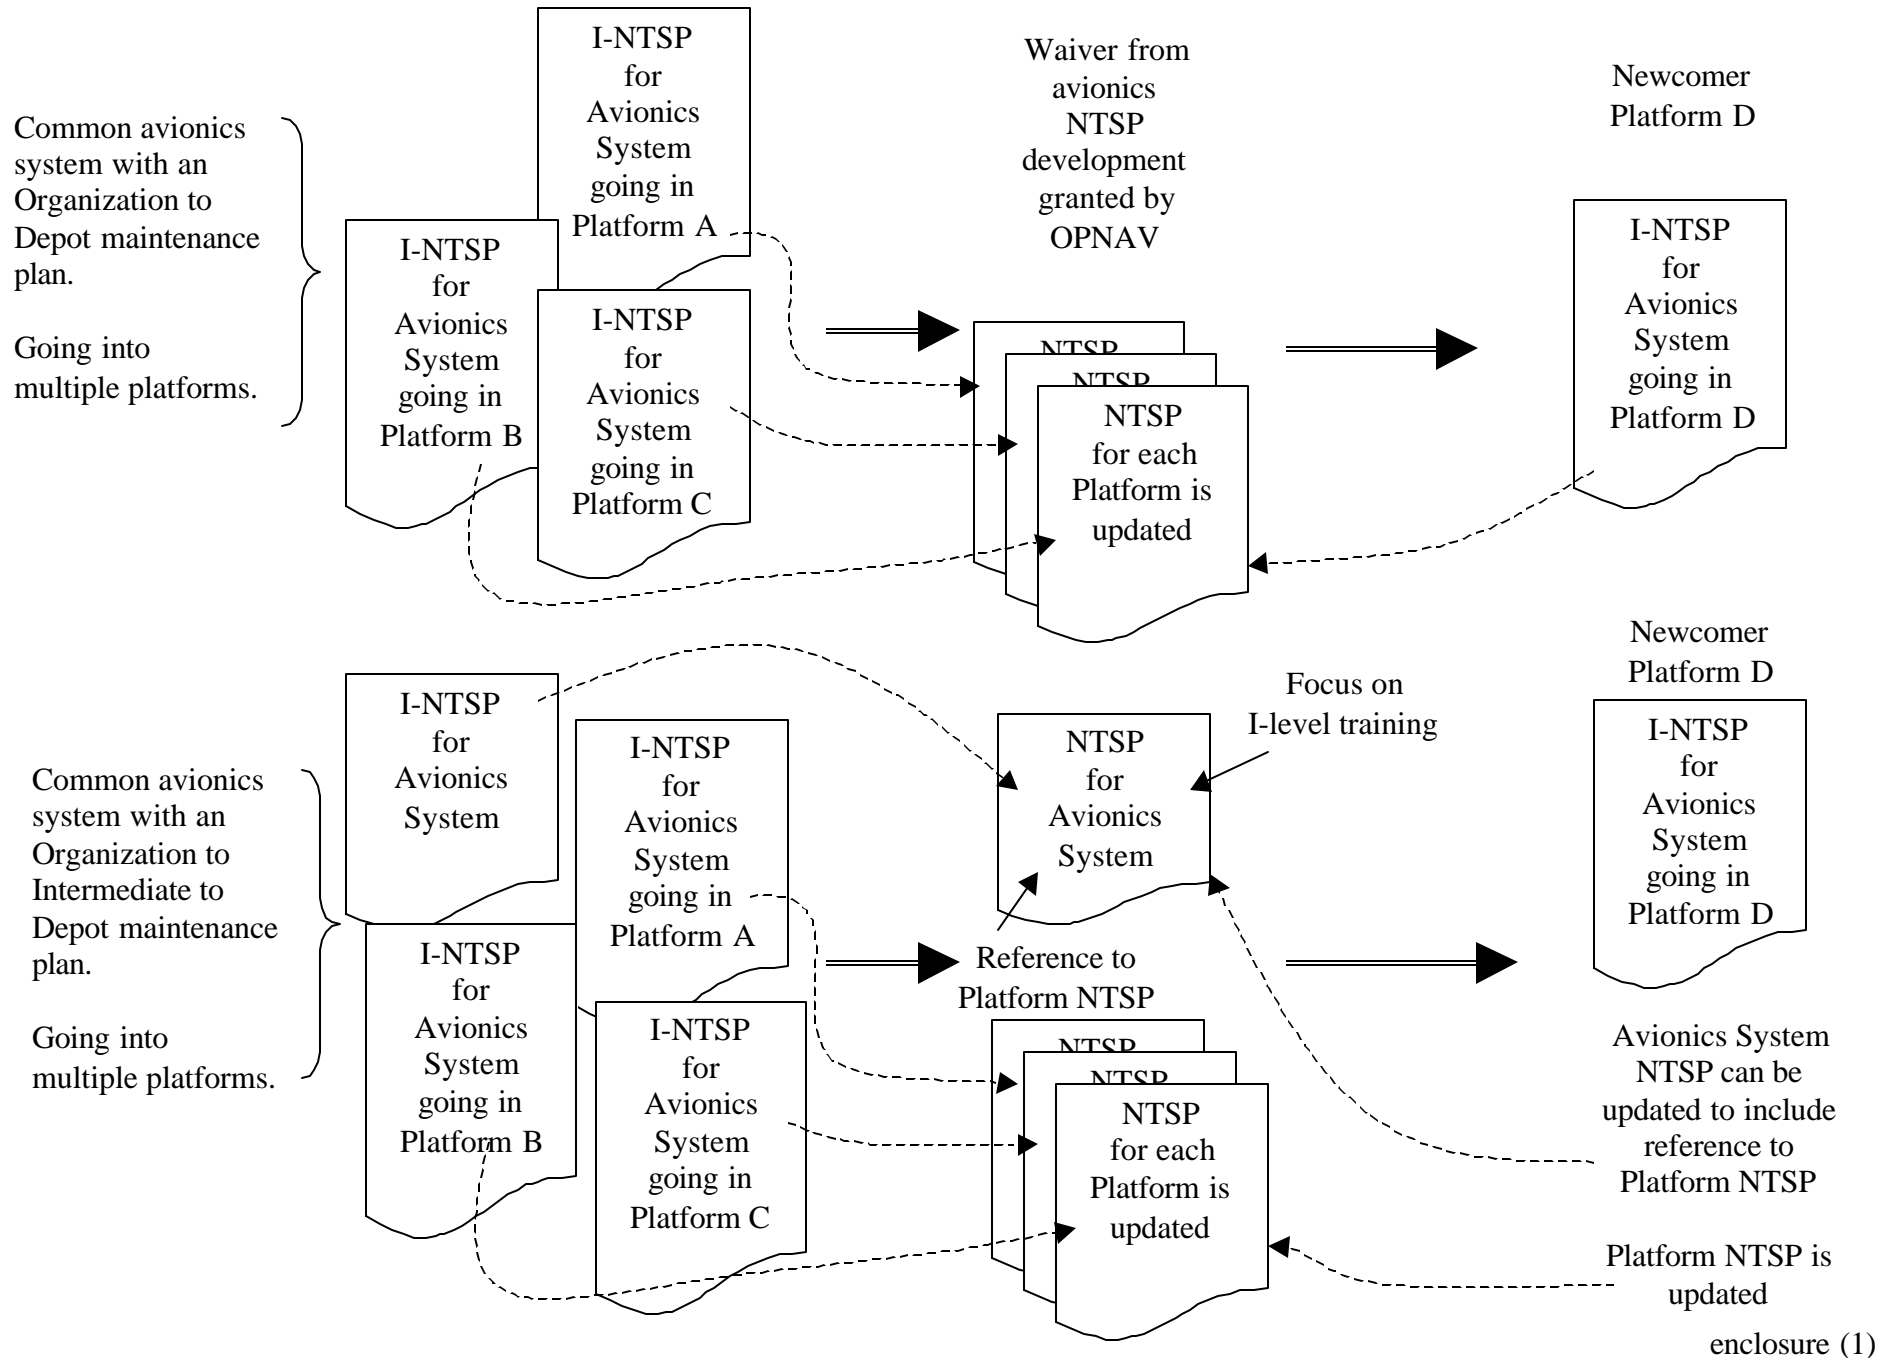 Common avionics
system with an
Organization to
Depot maintenance
plan.
Going into
multiple platforms.
I-NTSP
for
Avionics
System
going in
Platform A
I-NTSP
for
Avionics
System
going in
Platform B
I-NTSP
for
Avionics
System
going in
Platform C
Waiver from
avionics
NTSP
development
granted by
OPNAV
NTSP
NTSP
NTSP
for each
Platform is
updated
Newcomer
Platform D
I-NTSP
for
Avionics
System
going in
Platform D
Common avionics
system with an
Organization to
Intermediate to
Depot maintenance
plan.
Going into
multiple platforms.
I-NTSP
for
Avionics
System
I-NTSP
for
Avionics
System
going in
Platform A
I-NTSP
for
Avionics
System
going in
Platform B
I-NTSP
for
Avionics
System
going in
Platform C
NTSP
for
Avionics
System
Focus on
I-level training
Reference to
Platform NTSP
NTSP
NTSP
NTSP
for each
Platform is
updated
Newcomer
Platform D
I-NTSP
for
Avionics
System
going in
Platform D
Avionics System
NTSP can be
updated to include
reference to
Platform NTSP
Platform NTSP is
updated
enclosure (1)